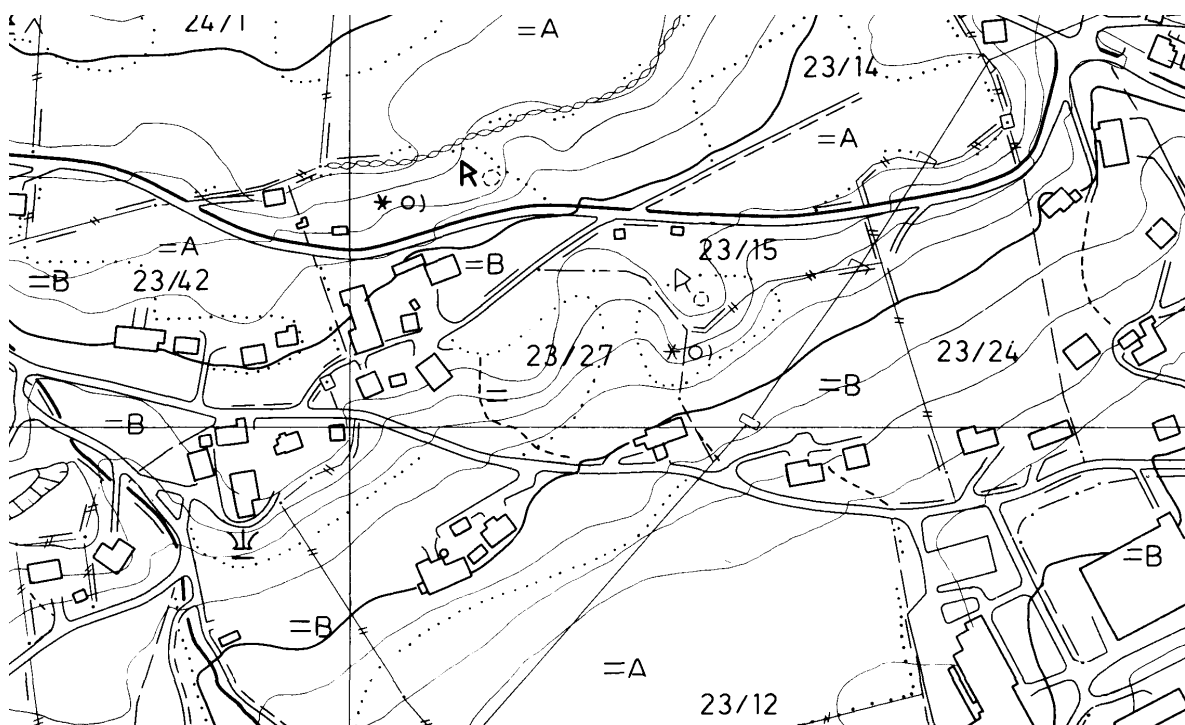 24/1
=A
23/14
=A
R
* o)
=A
23/15
=B
=B
23/42
R
23/27
* o)
23/24
=
=B
=B
=B
=B
=A
23/12